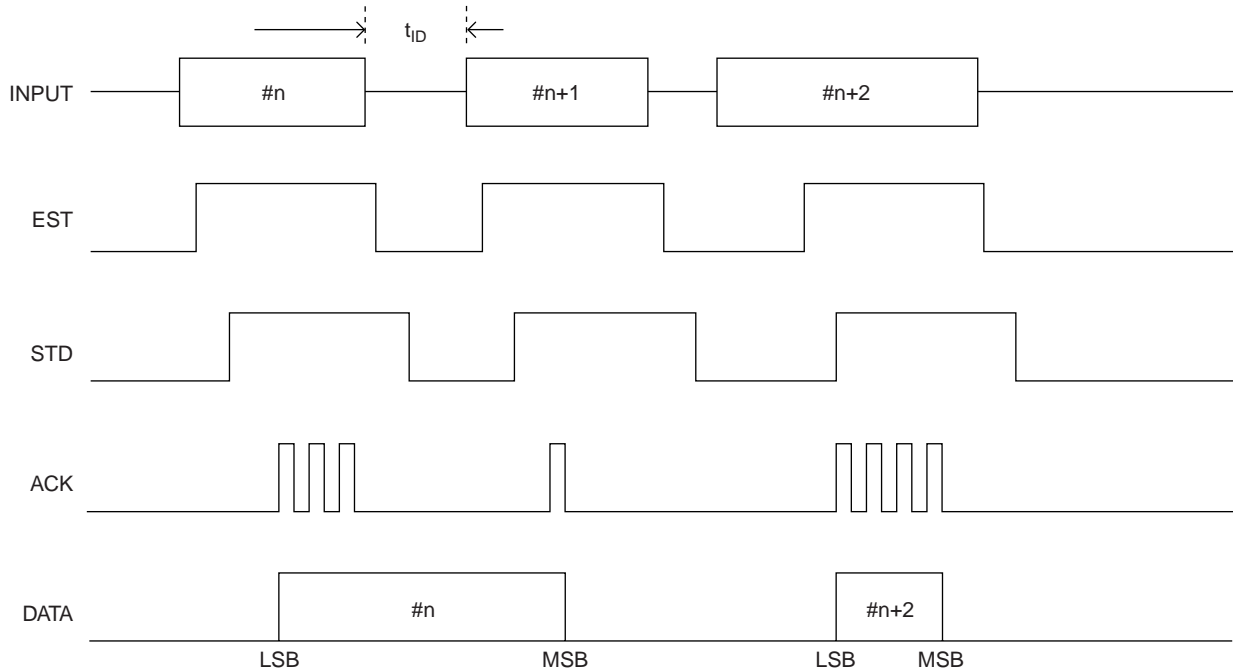 t_ID
INPUT #n #n+1 #n+2
EST
STD
ACK
DATA #n #n+2
LSB MSB LSB MSB